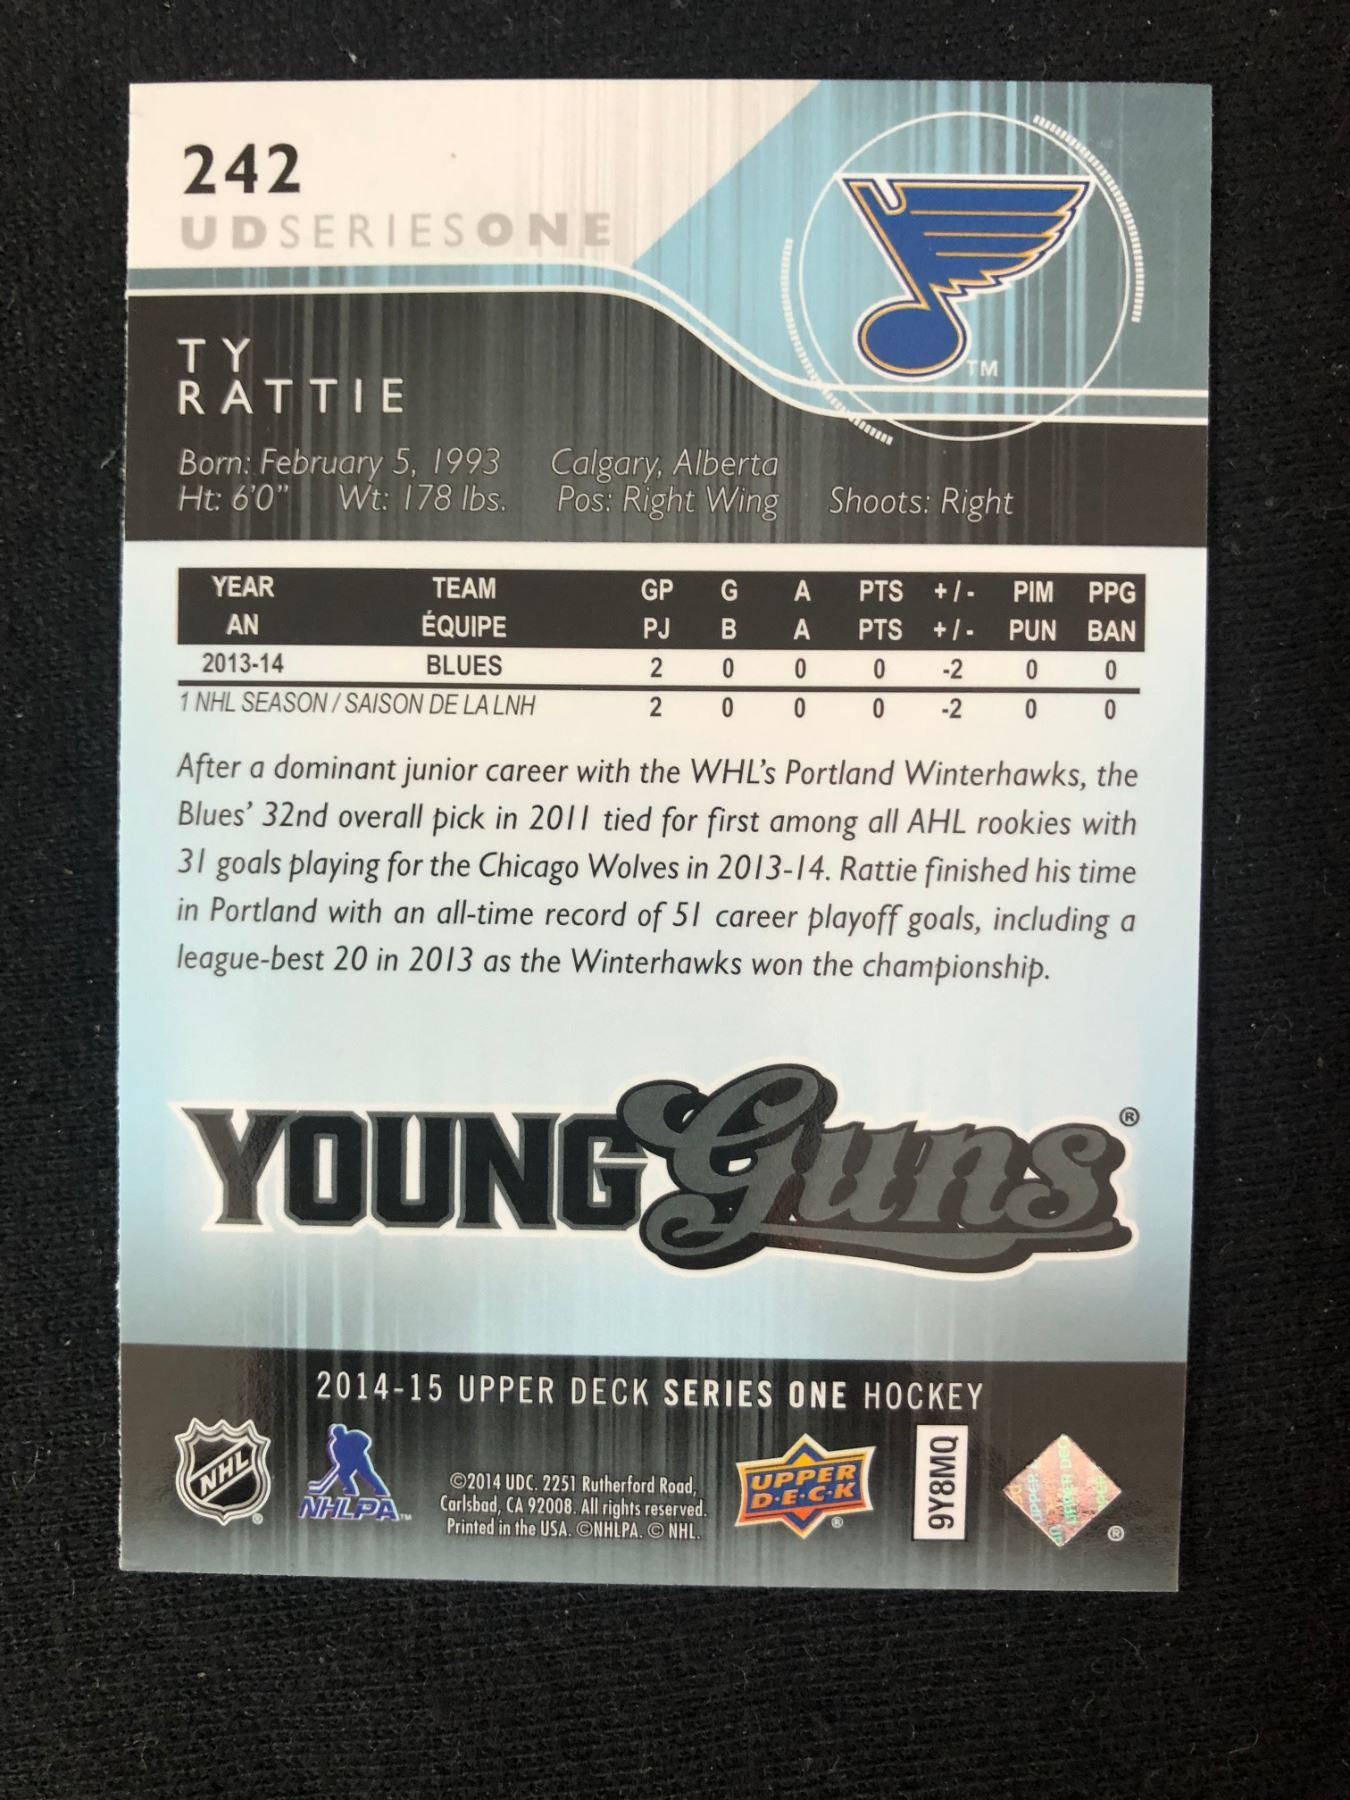 242
UDSERIESONE
TM
TY
RATTIE
Born: February 5, 1993 Calgary, Alberta
Ht: 6'0" Wt: 178 lbs. Pos: Right Wing Shoots: Right
YEAR TEAM GP G A PTS +/- PIM PPG
AN ÉQUIPE PJ B A PTS +/- PUN BAN
2013-14 BLUES 2 0 0 0 -2 0 0
1 NHL SEASON / SAISON DE LA LNH 2 0 0 0 -2 0 0
After a dominant junior career with the WHL's Portland Winterhawks, the
Blues' 32nd overall pick in 2011 tied for first among all AHL rookies with
31 goals playing for the Chicago Wolves in 2013-14. Rattie finished his time
in Portland with an all-time record of 51 career playoff goals, including a
league-best 20 in 2013 as the Winterhawks won the championship.
YOUNG Guns ®
2014-15 UPPER DECK SERIES ONE HOCKEY
NHL ®
NHLPA ™
©2014 UDC. 2251 Rutherford Road,
Carlsbad, CA 92008. All rights reserved.
Printed in the USA. ©NHLPA. © NHL.
UPPER
D·E·C·K ®
9Y8MQ
UPPER DEC
®